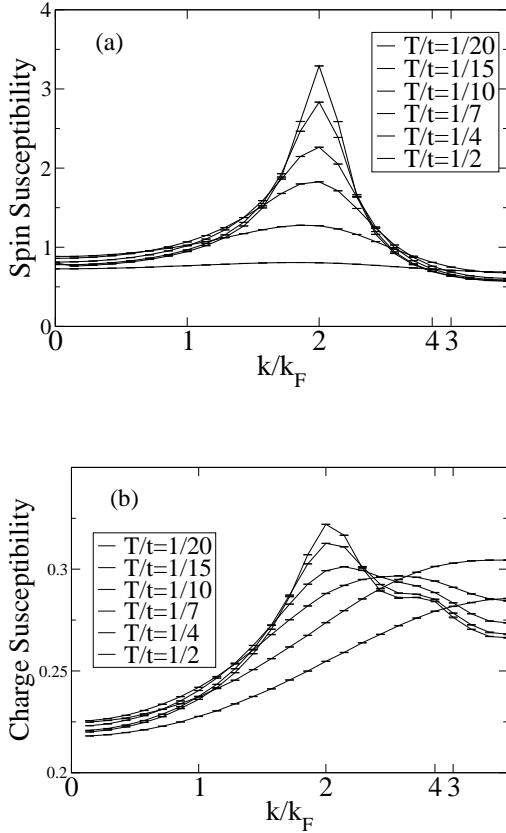 (a)
4
3
2
1
0
Spin Susceptibility
T/t=1/20
T/t=1/15
T/t=1/10
T/t=1/7
T/t=1/4
T/t=1/2
0 1 2 4 3
k/k_F
(b)
0.3
0.25
0.2
Charge Susceptibility
T/t=1/20
T/t=1/15
T/t=1/10
T/t=1/7
T/t=1/4
T/t=1/2
0 1 2 4 3
k/k_F